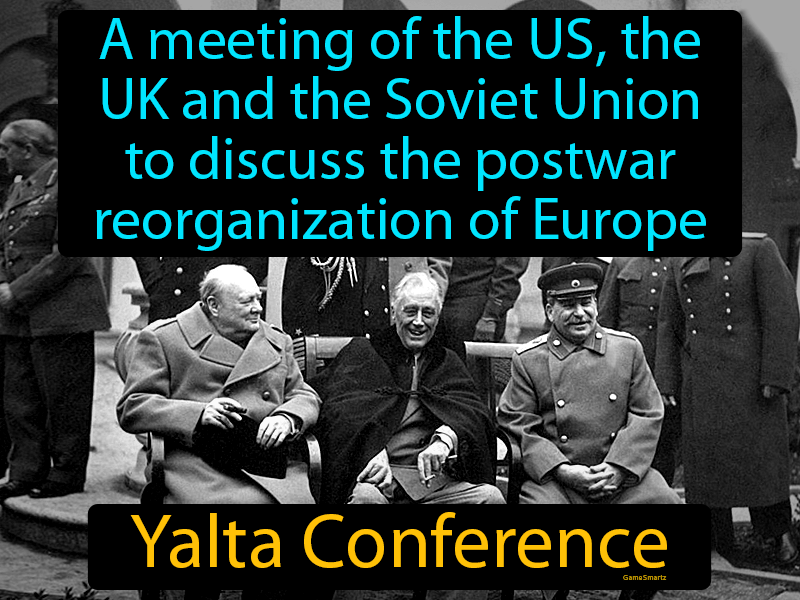 A meeting of the US, the
UK and the Soviet Union
to discuss the postwar
reorganization of Europe
Yalta Conference
GameSmartz